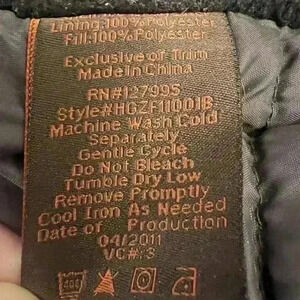 Lining:100% Polyester
Fill:100% Polyester
Exclusive of Trim
Made in China
RN#127995
Style#HGZF1100JB
Machine Wash Cold
Separately
Gentle Cycle
Do Not Bleach
Tumble Dry Low
Remove Promptly
Cool Iron As Needed
Date of Production
04/2011
VC#:3